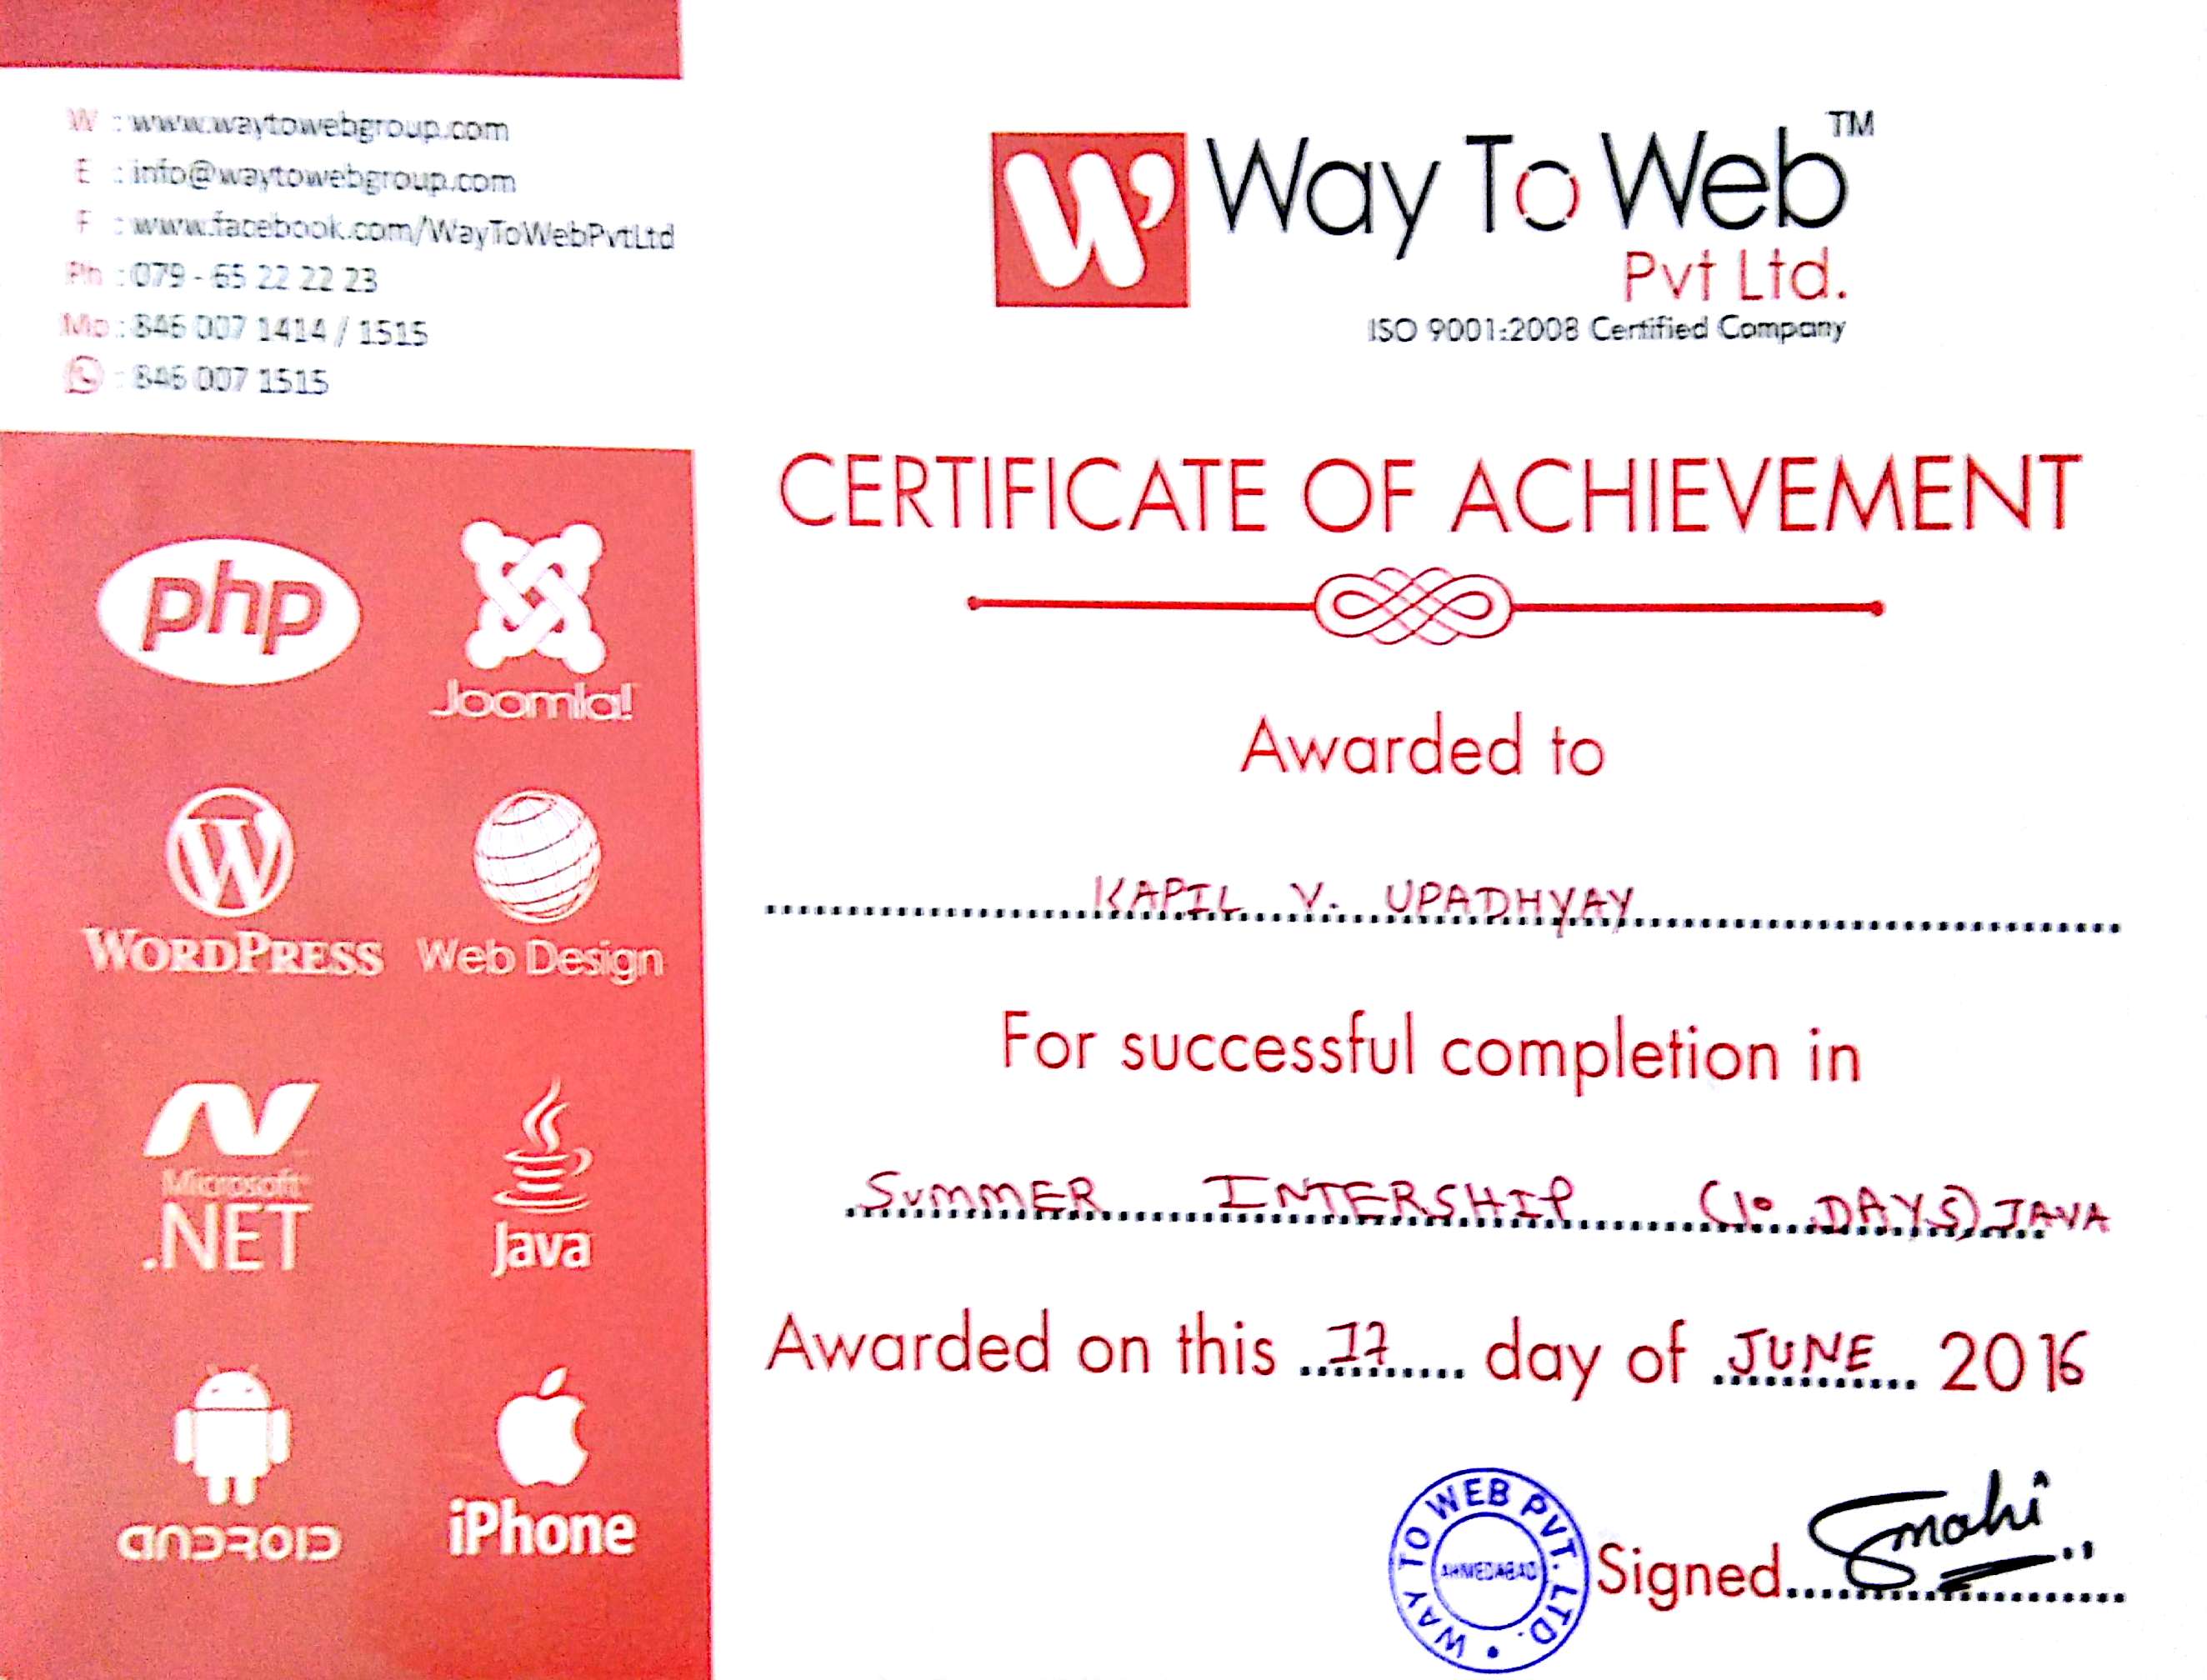 W : www.waytowebgroup.com
E : info@waytowebgroup.com
F : www.facebook.com/WayToWebPvtLtd
Ph : 079 - 65 22 22 23
Mo : 846 007 1414 / 1515
: 846 007 1515
Way To Web TM
Pvt Ltd.
ISO 9001:2008 Certified Company
CERTIFICATE OF ACHIEVEMENT
Awarded to
KAPIL V. UPADHYAY
For successful completion in
SUMMER INTERSHIP (10 DAYS) JAVA
Awarded on this 17 day of JUNE 2016
WAY TO WEB PVT. LTD.
AHMEDABAD
Signed
php
Joomla!
WORDPRESS
Web Design
Microsoft
.NET
Java
ANDROID
iPhone